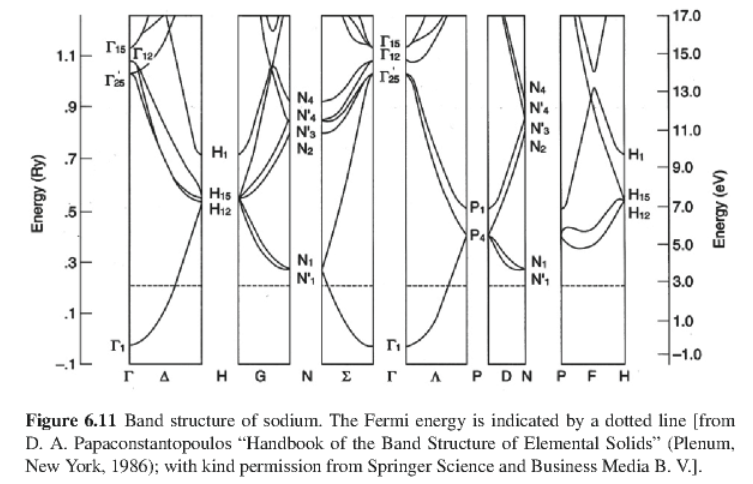 Energy (Ry)
1.1
.9
.7
.5
.3
.1
-.1
Γ15
Γ12
Γ'25
Γ1
H1
H15
H12
N4
N'4
N'3
N2
N1
N'1
Γ15
Γ12
Γ'25
Γ1
P1
P4
N4
N'4
N'3
N2
N1
N'1
H1
H15
H12
17.0
15.0
13.0
11.0
9.0
7.0
5.0
3.0
1.0
-1.0
Energy (eV)
Γ Δ H G N Σ Γ Λ P D N P F H
Figure 6.11 Band structure of sodium. The Fermi energy is indicated by a dotted line [from
D. A. Papaconstantopoulos “Handbook of the Band Structure of Elemental Solids” (Plenum,
New York, 1986); with kind permission from Springer Science and Business Media B. V.].